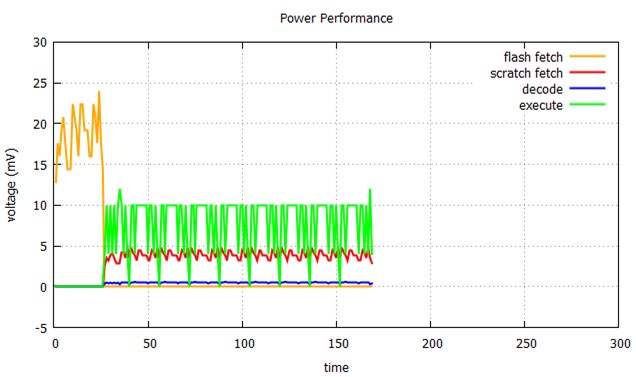 Power Performance
30
25
20
15
10
5
0
-5
voltage (mV)
flash fetch
scratch fetch
decode
execute
0 50 100 150 200 250 300
time